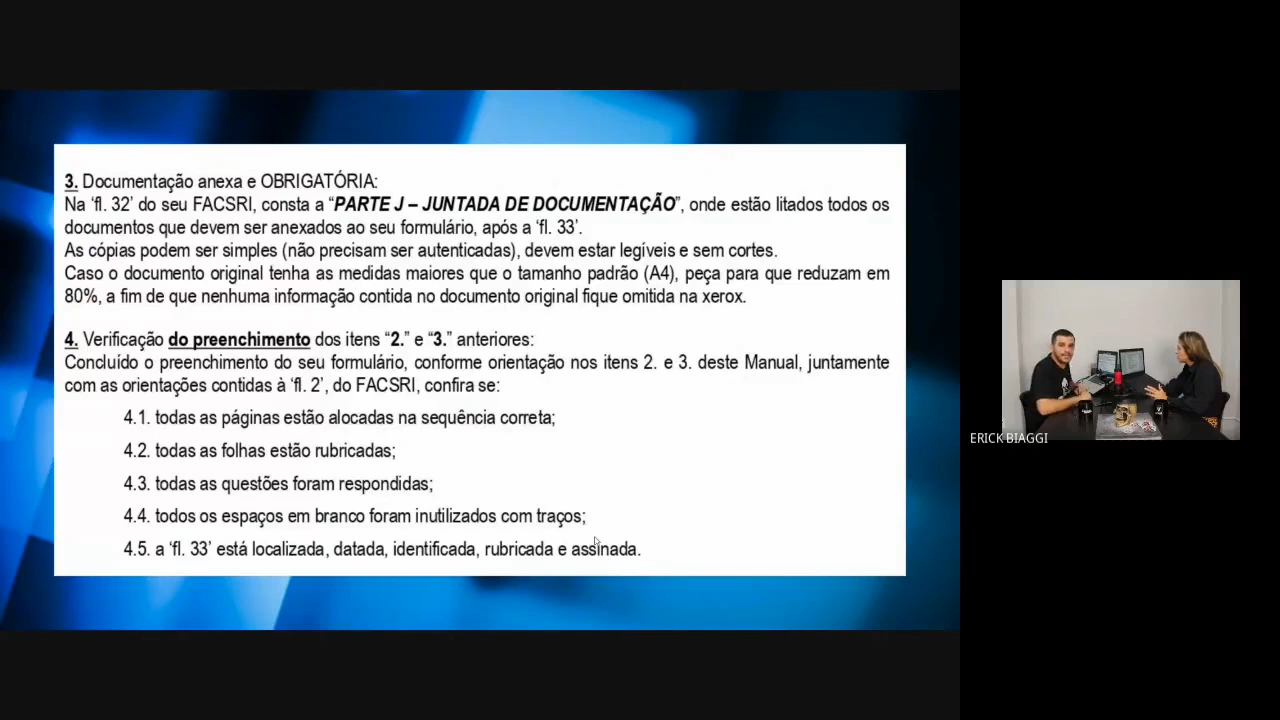 3. Documentação anexa e OBRIGATÓRIA:
Na ‘fl. 32’ do seu FACSRI, consta a “PARTE J – JUNTADA DE DOCUMENTAÇÃO”, onde estão litados todos os
documentos que devem ser anexados ao seu formulário, após a ‘fl. 33’.
As cópias podem ser simples (não precisam ser autenticadas), devem estar legíveis e sem cortes.
Caso o documento original tenha as medidas maiores que o tamanho padrão (A4), peça para que reduzam em
80%, a fim de que nenhuma informação contida no documento original fique omitida na xerox.
4. Verificação do preenchimento dos itens “2.” e “3.” anteriores:
Concluído o preenchimento do seu formulário, conforme orientação nos itens 2. e 3. deste Manual, juntamente
com as orientações contidas à ‘fl. 2’, do FACSRI, confira se:
4.1. todas as páginas estão alocadas na sequência correta;
4.2. todas as folhas estão rubricadas;
4.3. todas as questões foram respondidas;
4.4. todos os espaços em branco foram inutilizados com traços;
4.5. a ‘fl. 33’ está localizada, datada, identificada, rubricada e assinada.
ERICK BIAGGI